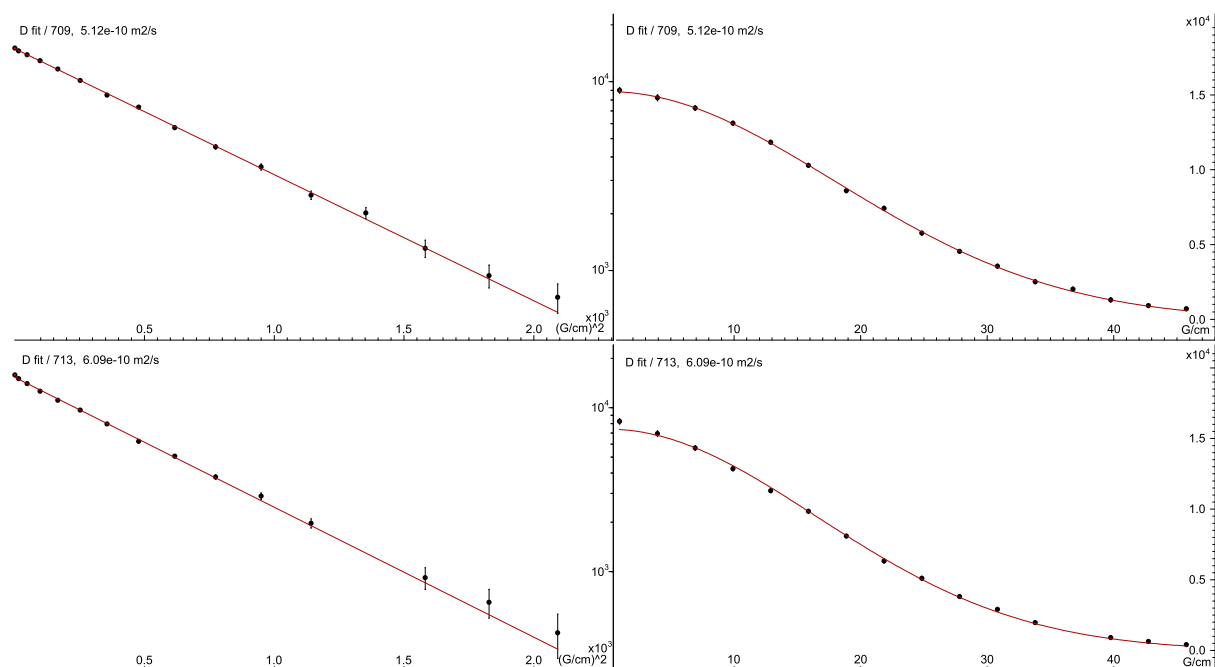 D fit / 709, 5.12e-10 m2/s
10^4
10^3
x10^3
0.5 1.0 1.5 2.0 (G/cm)^2
D fit / 709, 5.12e-10 m2/s
x10^4
1.5
1.0
0.5
0.0
10 20 30 40 G/cm
D fit / 713, 6.09e-10 m2/s
10^4
10^3
x10^3
0.5 1.0 1.5 2.0 (G/cm)^2
D fit / 713, 6.09e-10 m2/s
x10^4
1.5
1.0
0.5
0.0
10 20 30 40 G/cm